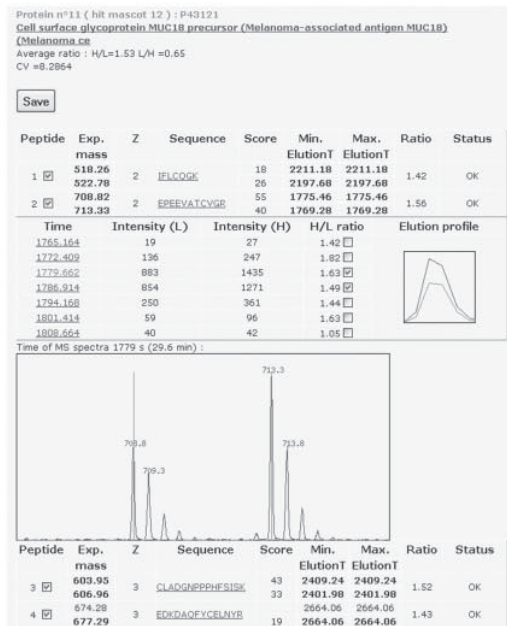 Protein n°11 ( hit mascot 12 ) : P43121
Cell surface glycoprotein MUC18 precursor (Melanoma-associated antigen MUC18)
(Melanoma ce
Average ratio : H/L=1.53 L/H =0.65
CV =8.2864
Save
Peptide Exp. mass Z Sequence Score Min. ElutionT Max. ElutionT Ratio Status
1 518.26 522.78 2 IFLCQGK 18 26 2211.18 2197.68 2211.18 2197.68 1.42 OK
2 708.82 713.33 2 EPEEVATCVGR 55 40 1775.46 1769.28 1775.46 1769.28 1.56 OK
Time Intensity (L) Intensity (H) H/L ratio Elution profile
1765.164 19 27 1.42
1772.409 136 247 1.82
1779.662 883 1435 1.63
1786.914 854 1271 1.49
1794.168 250 361 1.44
1801.414 59 96 1.63
1808.664 40 42 1.05
Time of MS spectra 1779 s (29.6 min) :
713.3
708.8
713.8
709.3
Peptide Exp. mass Z Sequence Score Min. ElutionT Max. ElutionT Ratio Status
3 603.95 606.96 3 CLADGNPPPHFSISK 43 33 2409.24 2401.98 2409.24 2401.98 1.52 OK
4 674.28 677.29 3 EDKDAQFYCELNYR 19 2664.06 2664.06 2664.06 2664.06 1.43 OK